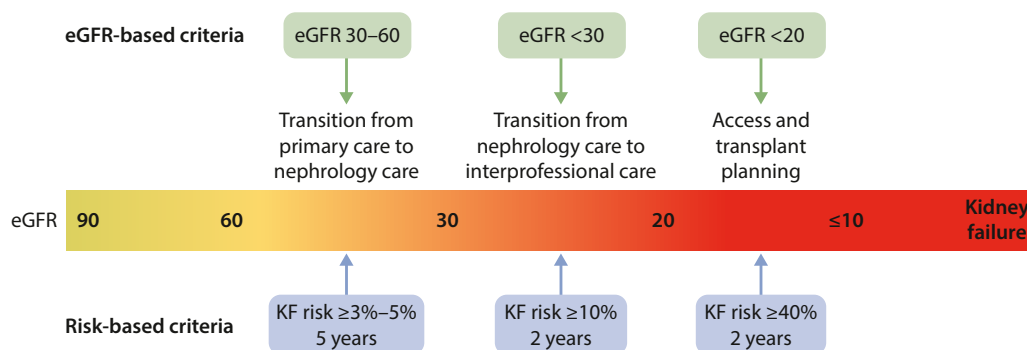 eGFR-based criteria
eGFR 30–60
eGFR <30
eGFR <20
Transition from
primary care to
nephrology care
Transition from
nephrology care to
interprofessional care
Access and
transplant
planning
eGFR
90
60
30
20
≤10
Kidney
failure
Risk-based criteria
KF risk ≥3%–5%
5 years
KF risk ≥10%
2 years
KF risk ≥40%
2 years